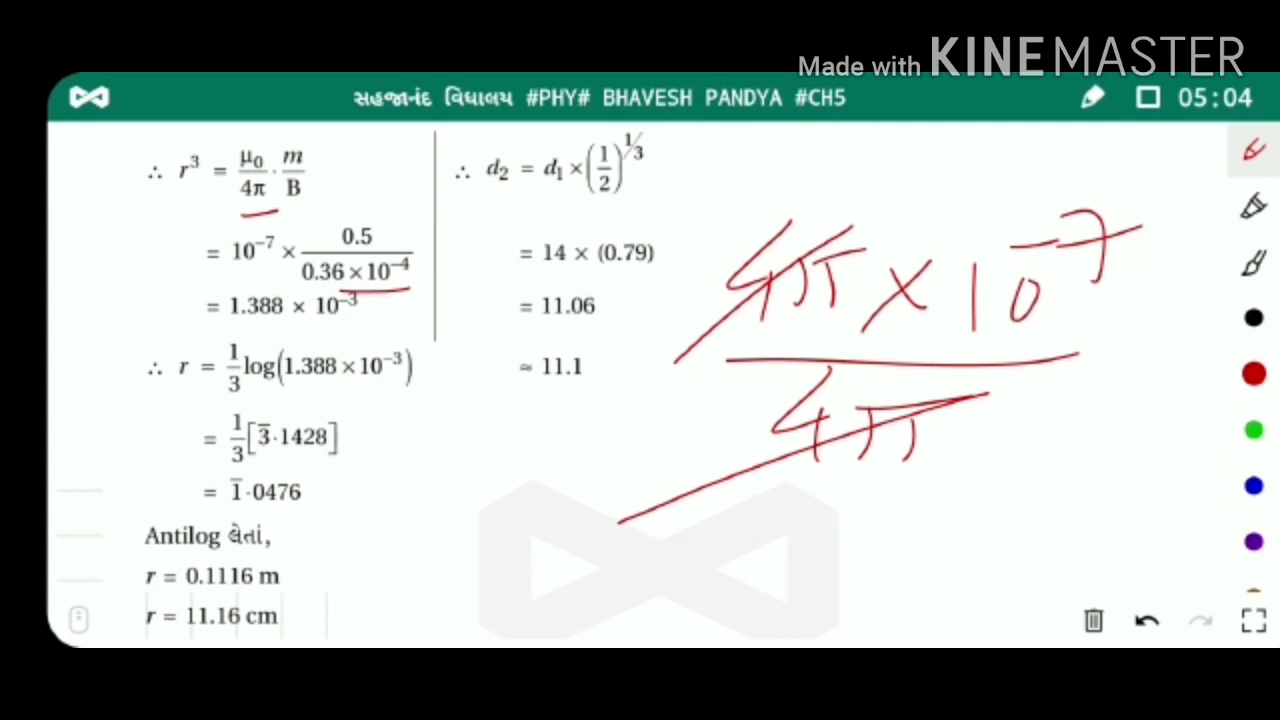 Made with KINEMASTER
સહજાનંદ વિદ્યાલય #PHY# BHAVESH PANDYA #CH5 05:04
∴ r³ = μ₀/4π · m/B
= 10⁻⁷ × 0.5/0.36 × 10⁻⁴
= 1.388 × 10⁻³
∴ r = 1/3 log(1.388 × 10⁻³)
= 1/3 [3̅·1428]
= 1̅·0476
Antilog લેતાં,
r = 0.1116 m
r = 11.16 cm
∴ d₂ = d₁ × (1/2)^1/3
= 14 × (0.79)
= 11.06
≈ 11.1
4π × 10⁻⁷
4π